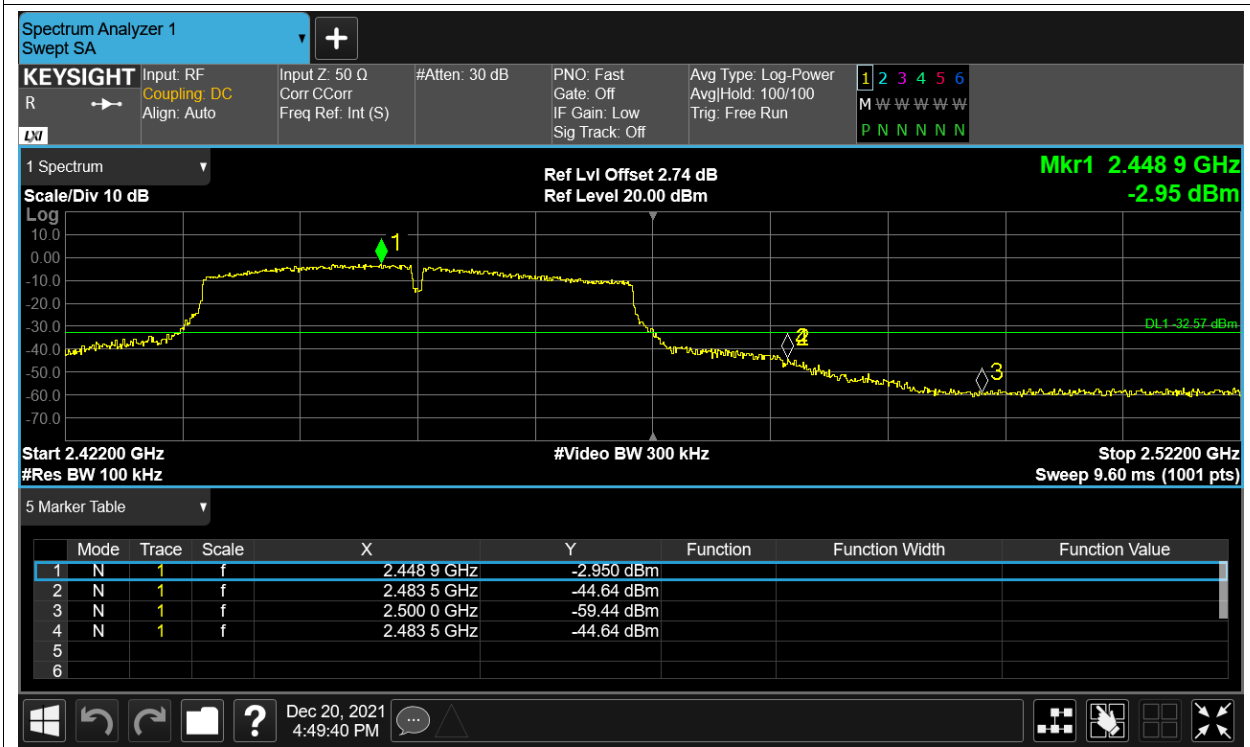 Spectrum Analyzer 1
Swept SA
KEYSIGHT Input: RF Input Z: 50 Ω #Atten: 30 dB PNO: Fast Avg Type: Log-Power 1 2 3 4 5 6
R Coupling: DC Corr CCorr Gate: Off Avg|Hold: 100/100 M W W W W W
Align: Auto Freq Ref: Int (S) IF Gain: Low Trig: Free Run
LXI Sig Track: Off P N N N N N
1 Spectrum Ref Lvl Offset 2.74 dB Mkr1 2.448 9 GHz
Scale/Div 10 dB Ref Level 20.00 dBm -2.95 dBm
Log
10.0
1
0.00
-10.0
-20.0
-30.0 DL1 -32.57 dBm
-40.0
-50.0 3
-60.0
-70.0
Start 2.42200 GHz #Video BW 300 kHz Stop 2.52200 GHz
#Res BW 100 kHz Sweep 9.60 ms (1001 pts)
5 Marker Table
Mode Trace Scale X Y Function Function Width Function Value
1 N 1 f 2.448 9 GHz -2.950 dBm
2 N 1 f 2.483 5 GHz -44.64 dBm
3 N 1 f 2.500 0 GHz -59.44 dBm
4 N 1 f 2.483 5 GHz -44.64 dBm
5
6
? Dec 20, 2021
4:49:40 PM